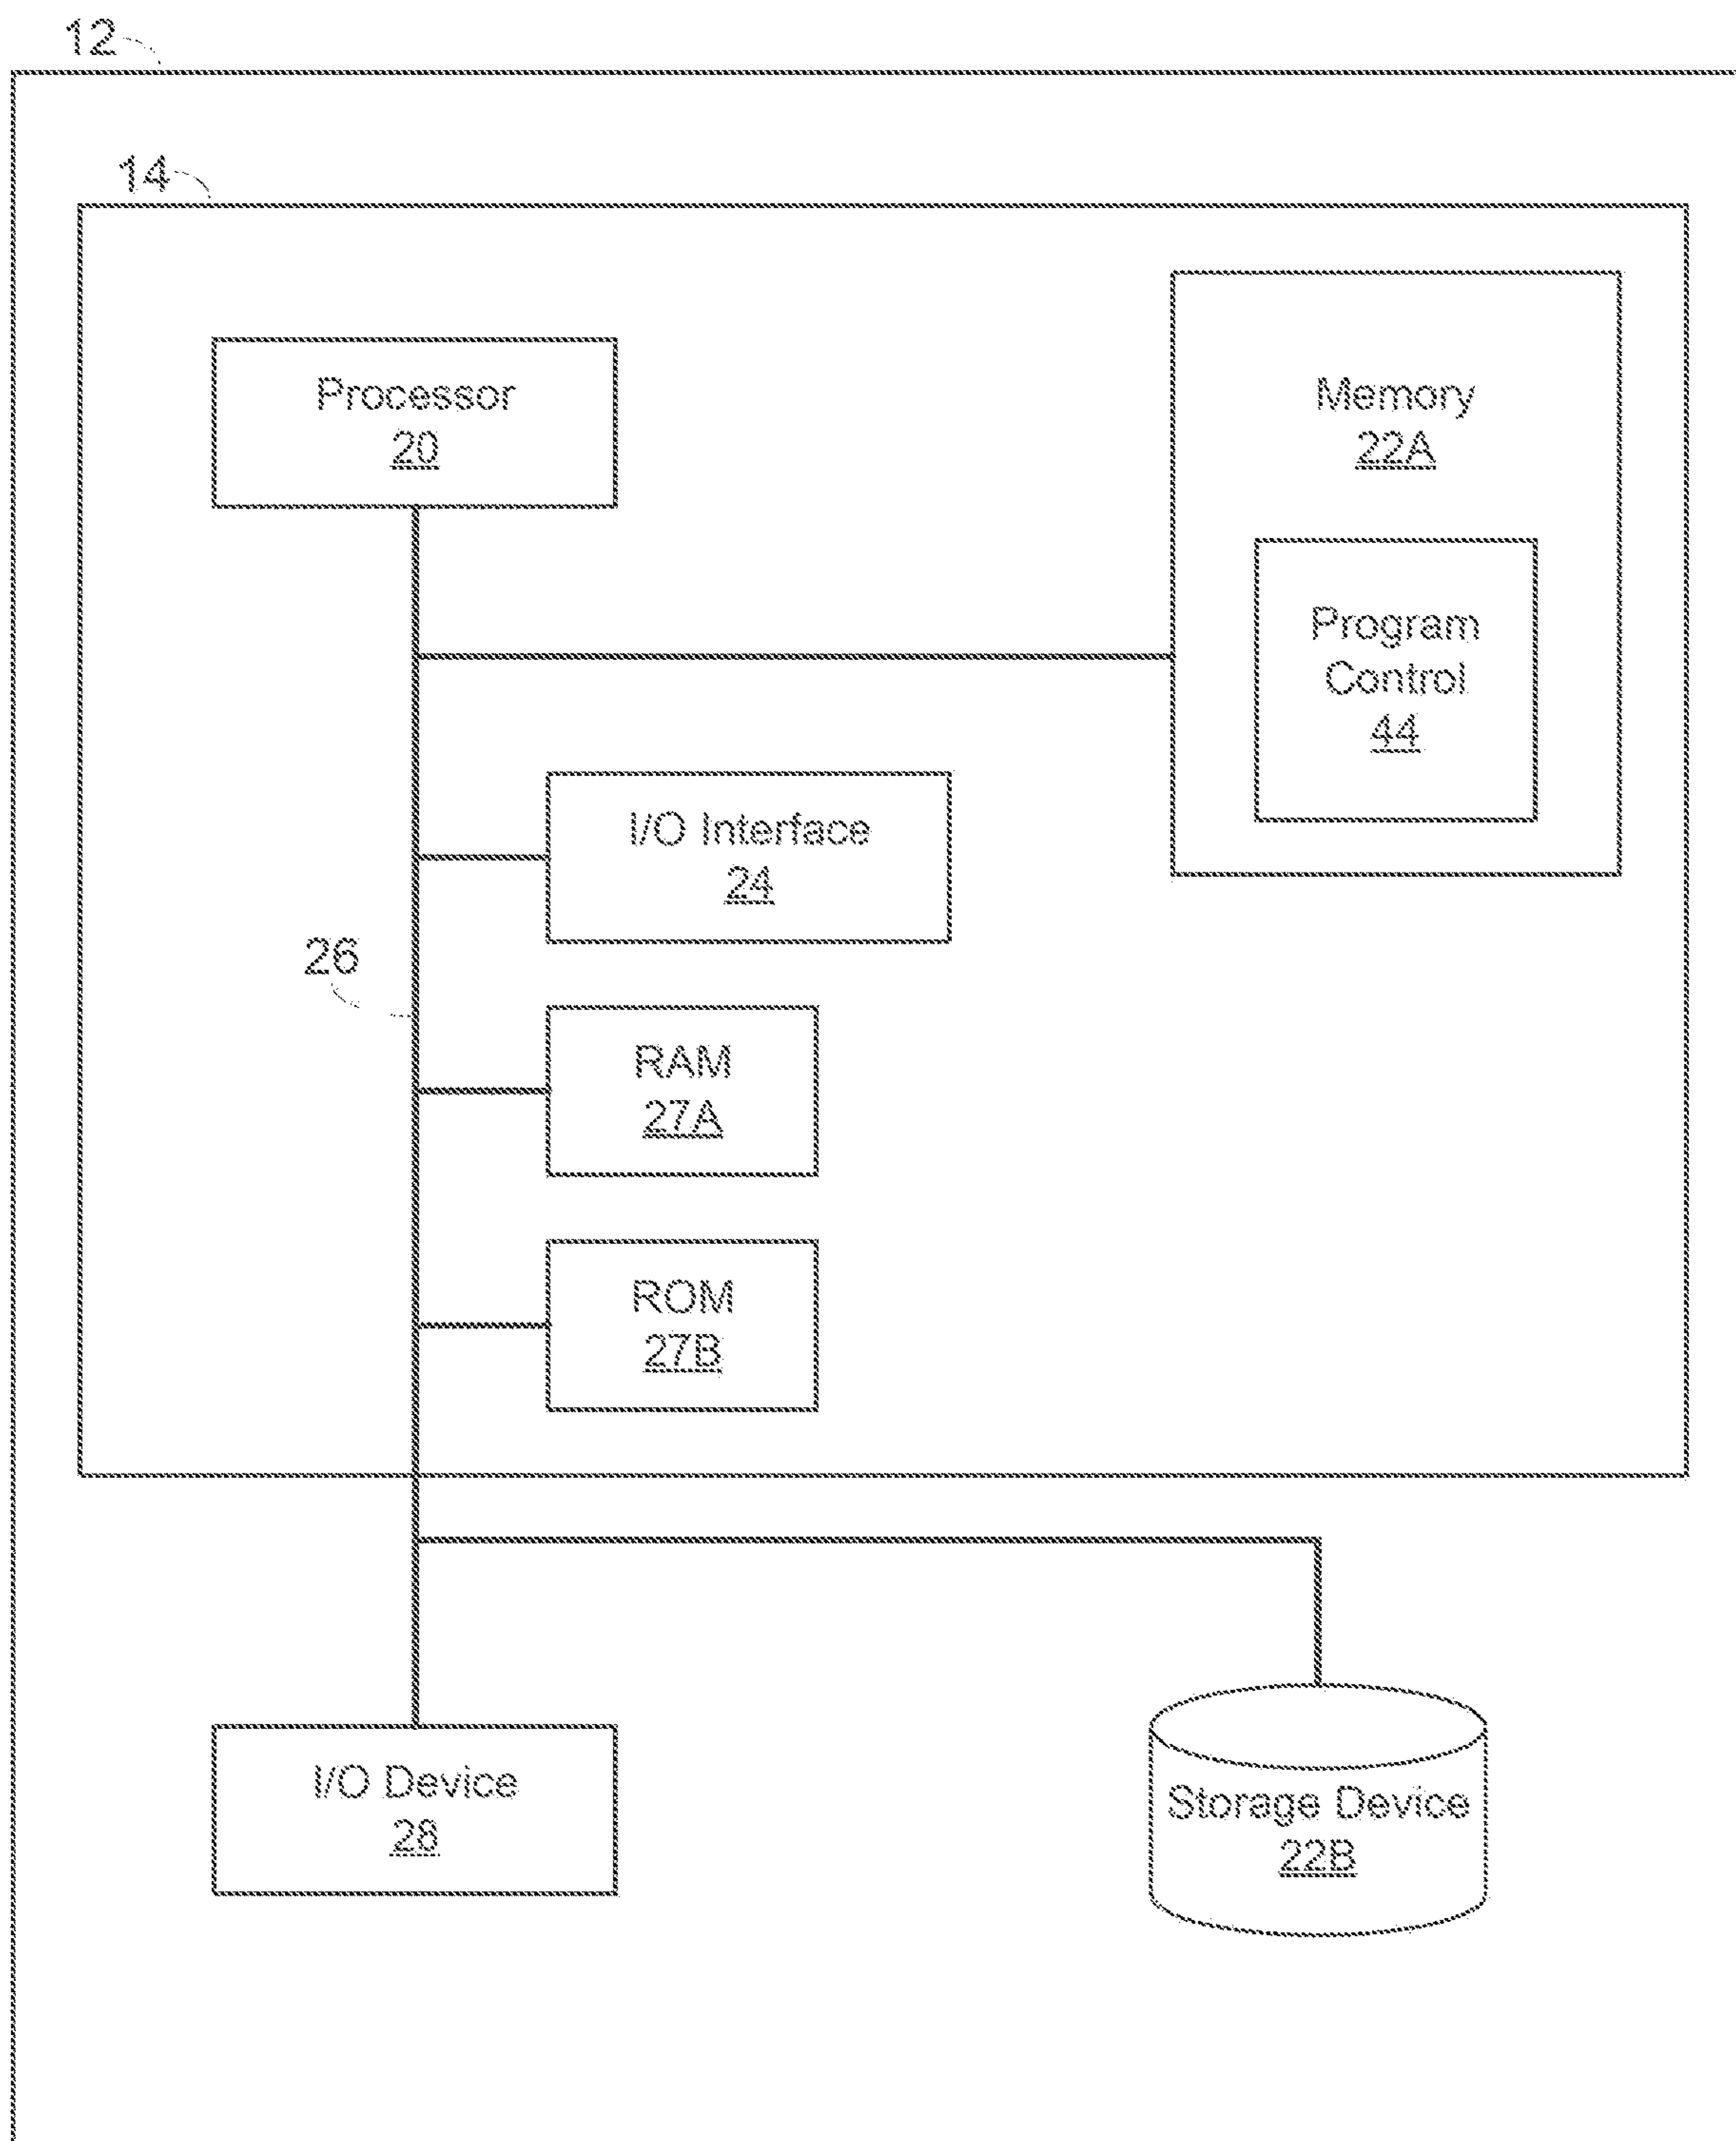 12
14
Processor
20
Memory
22A
Program
Control
44
I/O Interface
24
26
RAM
27A
ROM
27B
I/O Device
28
Storage Device
22B